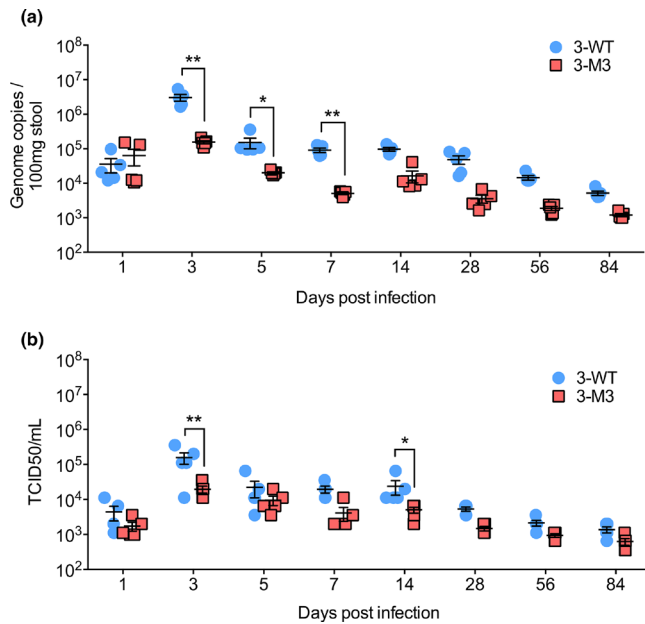 (a)
Genome copies /
100mg stool
10⁸
10⁷
10⁶
10⁵
10⁴
10³
10²
**
*
**
3-WT
3-M3
1 3 5 7 14 28 56 84
Days post infection
(b)
TCID50/mL
10⁸
10⁷
10⁶
10⁵
10⁴
10³
10²
**
*
3-WT
3-M3
1 3 5 7 14 28 56 84
Days post infection